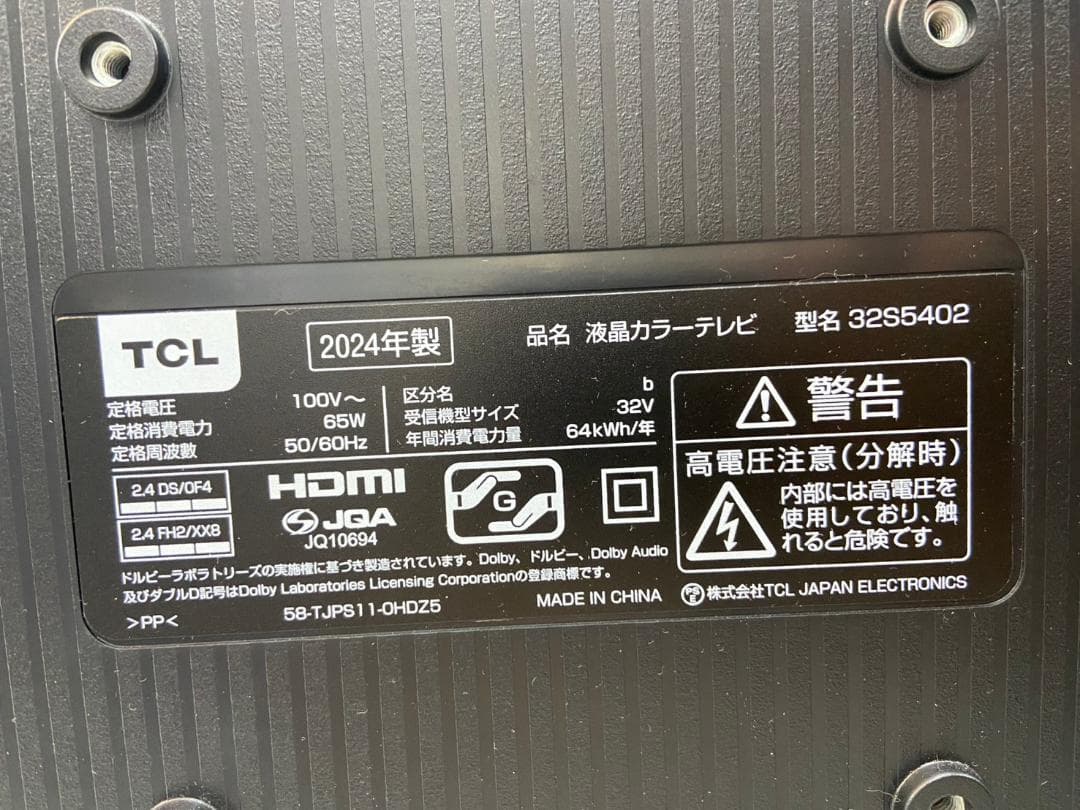 TCL
2024年製
品名 液晶カラーテレビ 型名 32S5402
定格電圧 100V～
定格消費電力 65W
定格周波数 50/60Hz
区分名 b
受信機型サイズ 32V
年間消費電力量 64kWh/年
2.4 DS/OF4
2.4 FH2/XX8
HDMI
JQA
JQ10694
G
警告
高電圧注意(分解時)
内部には高電圧を
使用しており、触
れると危険です。
ドルビーラボラトリーズの実施権に基づき製造されています。Dolby、ドルビー、Dolby Audio
及びダブルD記号はDolby Laboratories Licensing Corporationの登録商標です。
>PP<
58-TJPS11-0HDZ5
MADE IN CHINA
PSE 株式会社TCL JAPAN ELECTRONICS